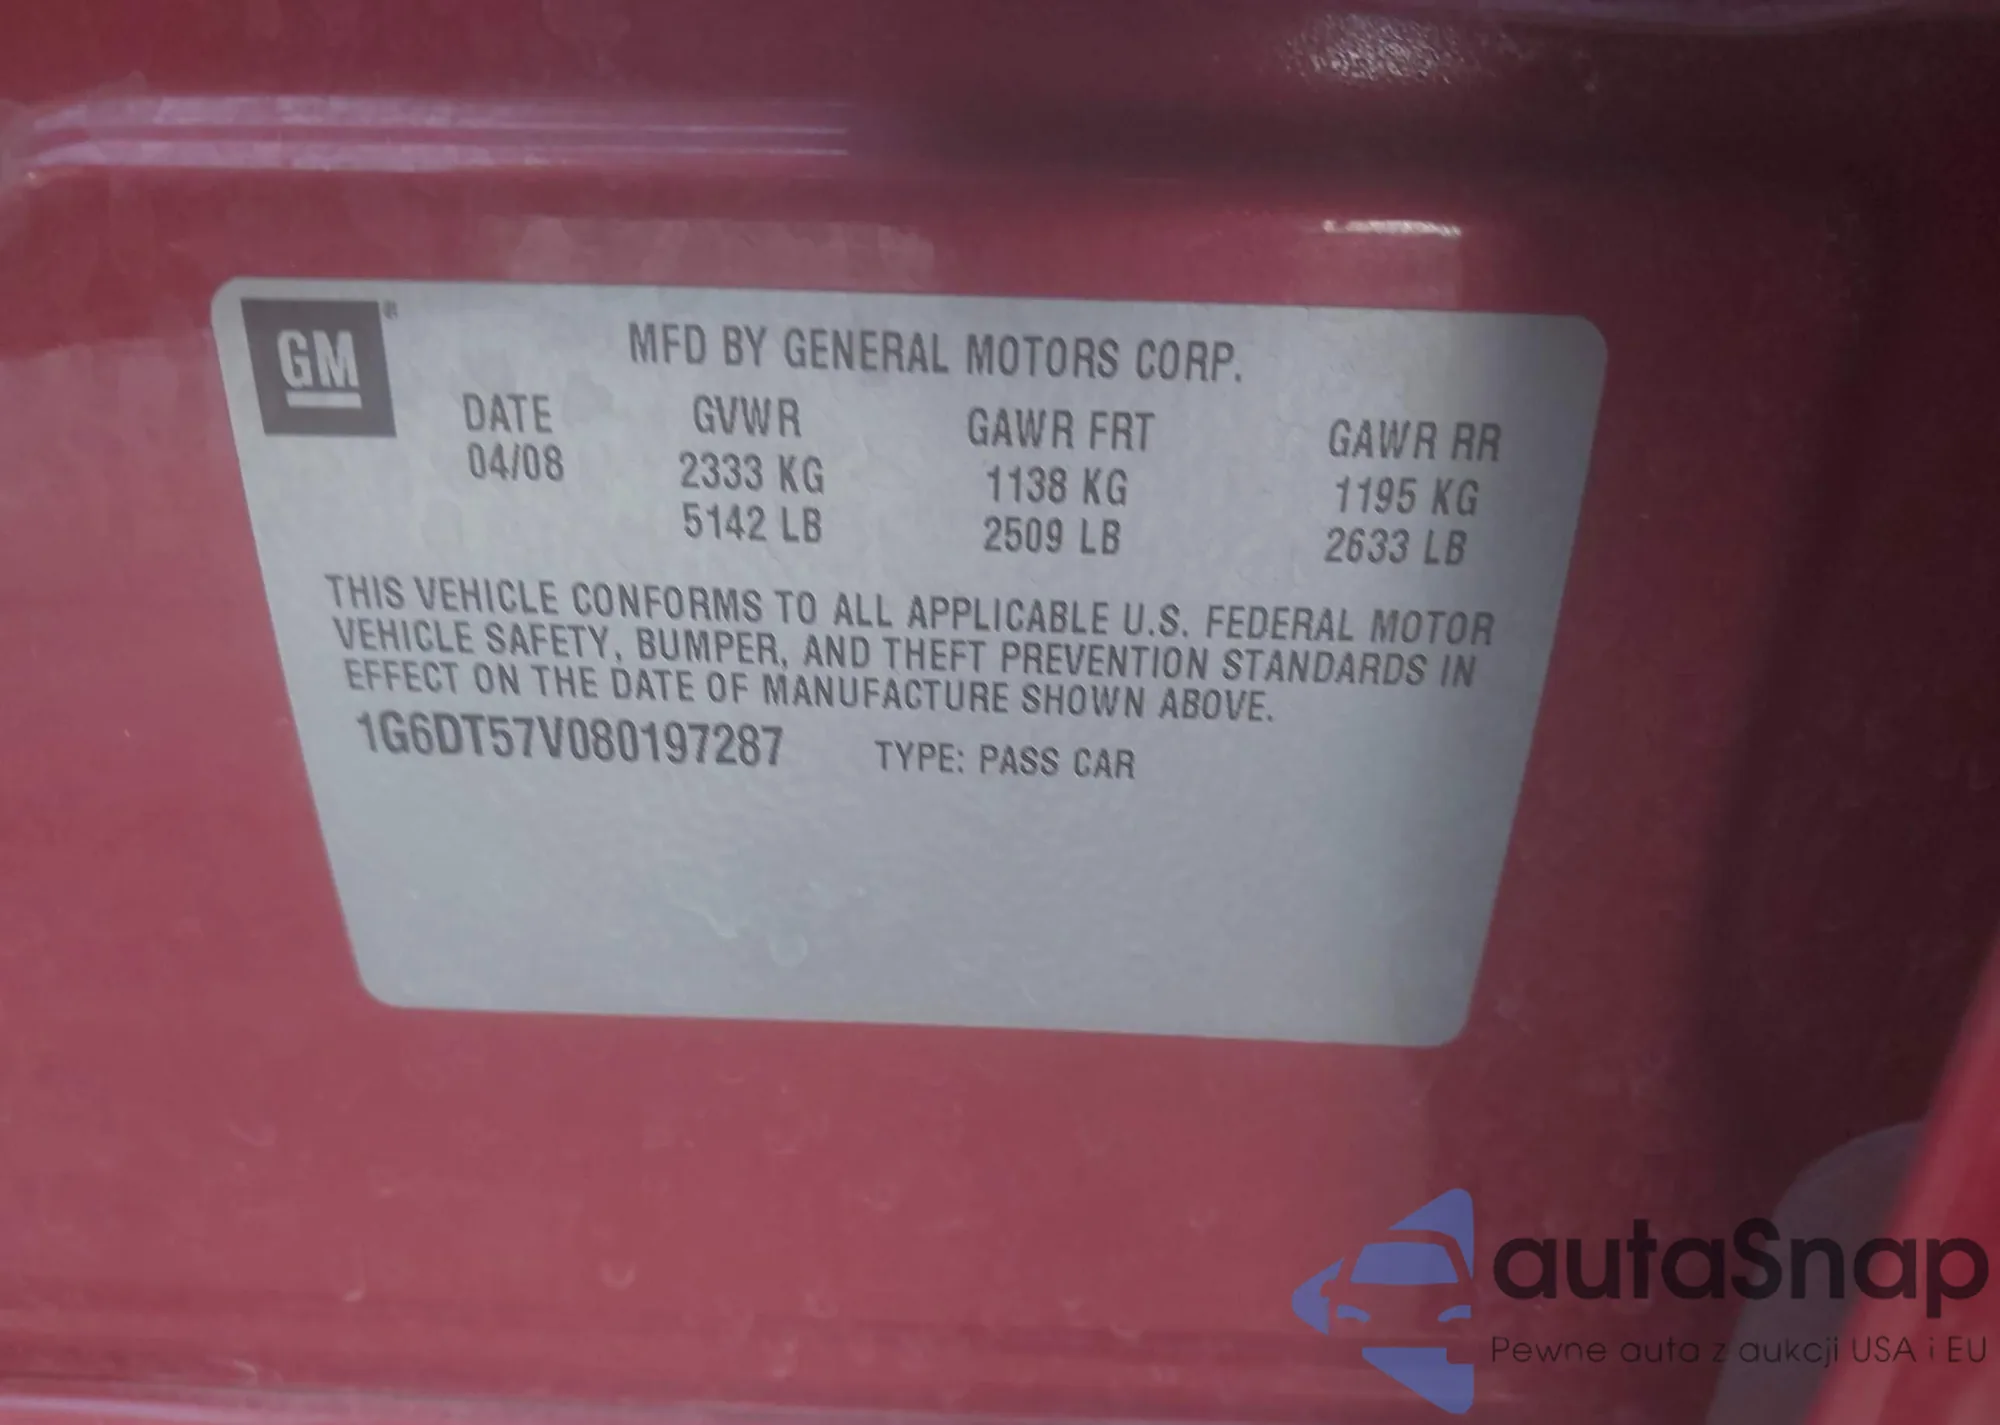 GM®
MFD BY GENERAL MOTORS CORP.
DATE GVWR GAWR FRT GAWR RR
04/08 2333 KG 1138 KG 1195 KG
5142 LB 2509 LB 2633 LB
THIS VEHICLE CONFORMS TO ALL APPLICABLE U.S. FEDERAL MOTOR
VEHICLE SAFETY, BUMPER, AND THEFT PREVENTION STANDARDS IN
EFFECT ON THE DATE OF MANUFACTURE SHOWN ABOVE.
1G6DT57V080197287 TYPE: PASS CAR
autaSnap
Pewne auta z aukcji USA i EU